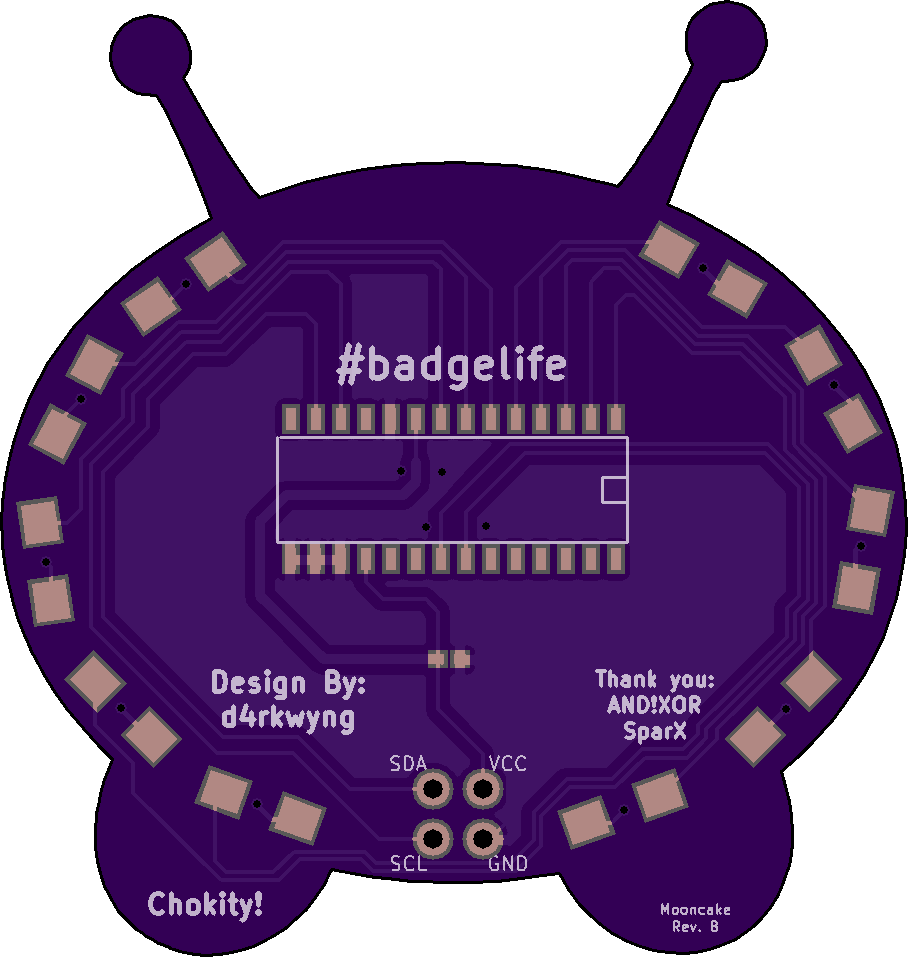 #badgelife
Design By:
d4rkwyng
Thank you:
AND!XOR
SparX
SDA
VCC
SCL
GND
Chokity!
Mooncake
Rev. B